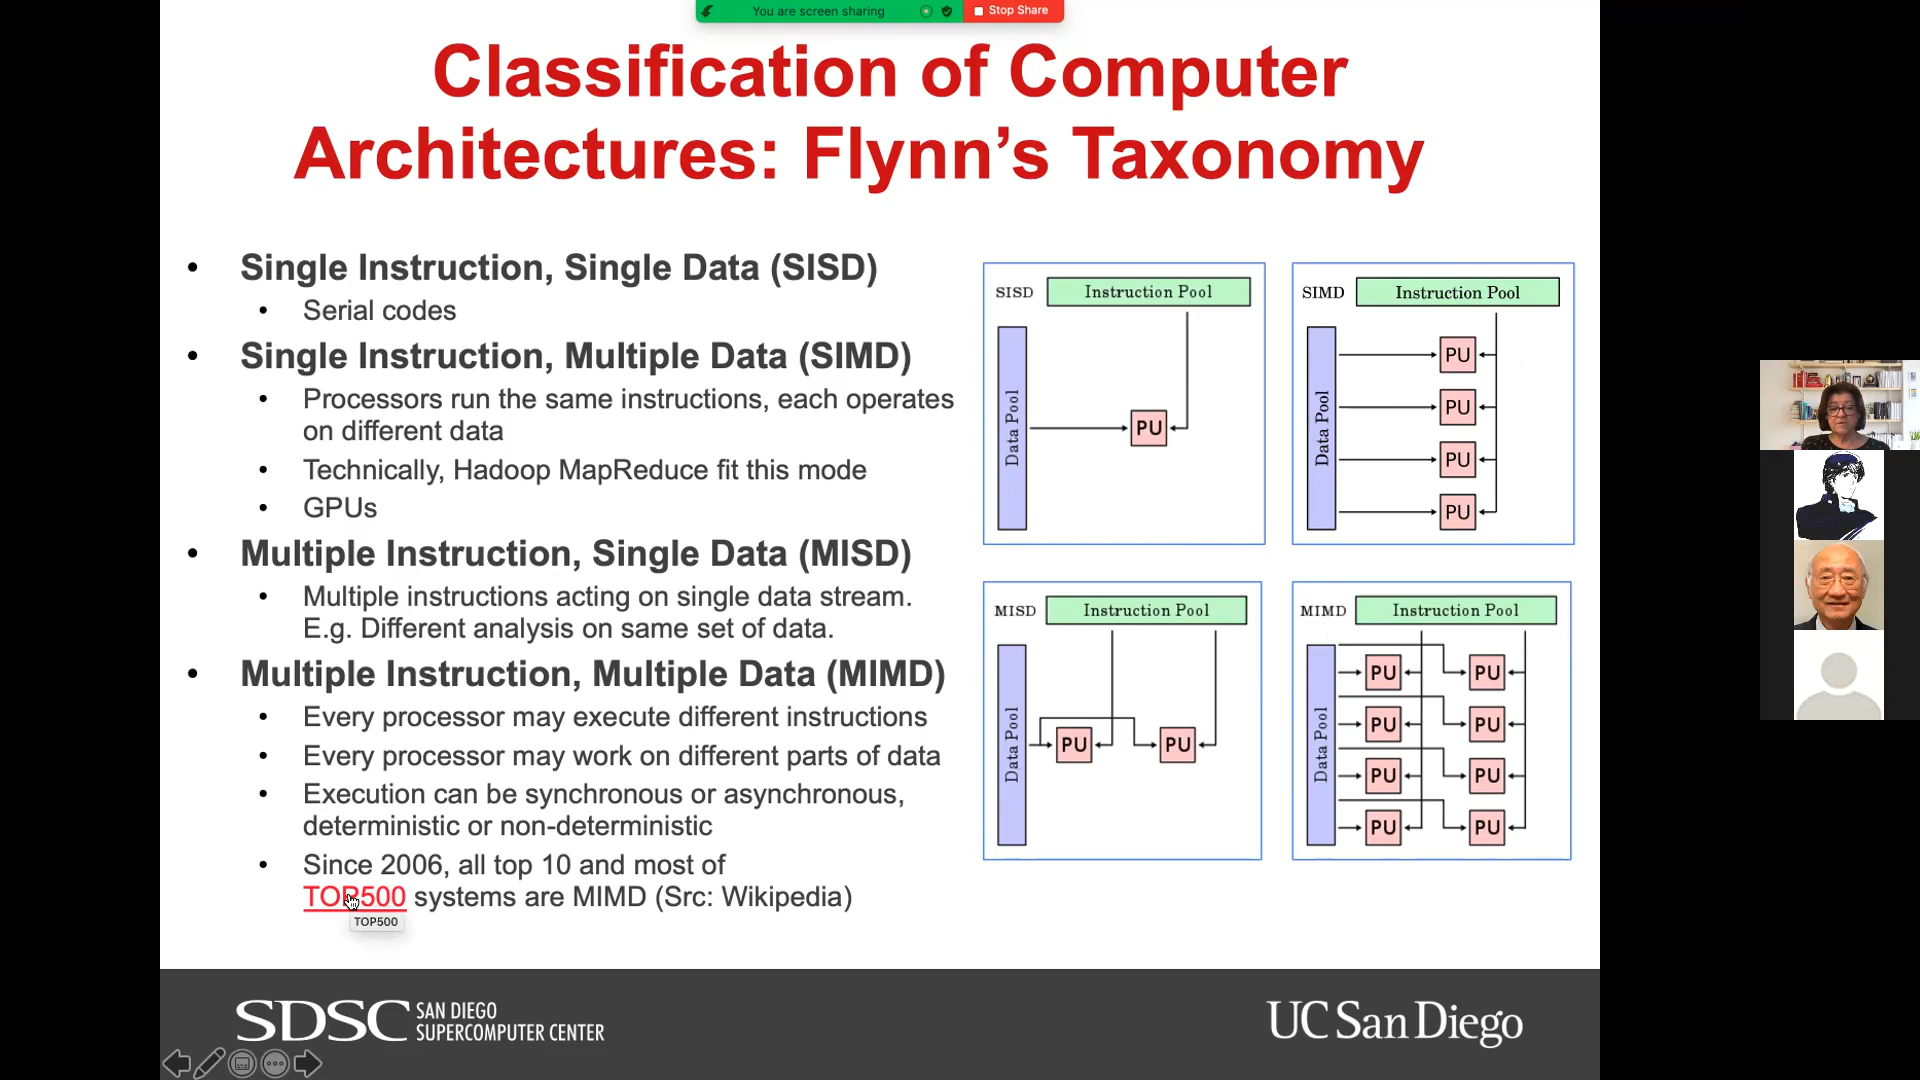 You are screen sharing
Stop Share
Classification of Computer
Architectures: Flynn’s Taxonomy
• Single Instruction, Single Data (SISD)
• Serial codes
• Single Instruction, Multiple Data (SIMD)
• Processors run the same instructions, each operates
on different data
• Technically, Hadoop MapReduce fit this mode
• GPUs
• Multiple Instruction, Single Data (MISD)
• Multiple instructions acting on single data stream.
E.g. Different analysis on same set of data.
• Multiple Instruction, Multiple Data (MIMD)
• Every processor may execute different instructions
• Every processor may work on different parts of data
• Execution can be synchronous or asynchronous,
deterministic or non-deterministic
• Since 2006, all top 10 and most of
TOP500 systems are MIMD (Src: Wikipedia)
TOP500
SISD
Instruction Pool
Data Pool
PU
SIMD
Instruction Pool
Data Pool
PU
PU
PU
PU
MISD
Instruction Pool
Data Pool
PU
PU
MIMD
Instruction Pool
Data Pool
PU
PU
PU
PU
PU
PU
PU
PU
SDSC
SAN DIEGO
SUPERCOMPUTER CENTER
UC San Diego